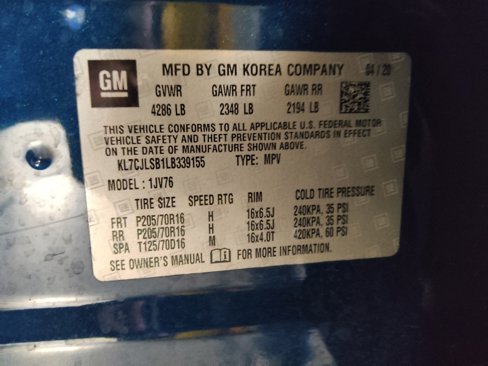 GM
MFD BY GM KOREA COMPANY 04/20
GVWR GAWR FRT GAWR RR
4286 LB 2348 LB 2194 LB
THIS VEHICLE CONFORMS TO ALL APPLICABLE U.S. FEDERAL MOTOR
VEHICLE SAFETY AND THEFT PREVENTION STANDARDS IN EFFECT
ON THE DATE OF MANUFACTURE SHOWN ABOVE.
KL7CJLSB1LB339155 TYPE: MPV
MODEL : 1JV76
TIRE SIZE SPEED RTG RIM COLD TIRE PRESSURE
FRT P205/70R16 H 16x6.5J 240KPA, 35 PSI
RR P205/70R16 H 16x6.5J 240KPA, 35 PSI
SPA T125/70D16 M 16x4.0T 420KPA, 60 PSI
SEE OWNER'S MANUAL FOR MORE INFORMATION.